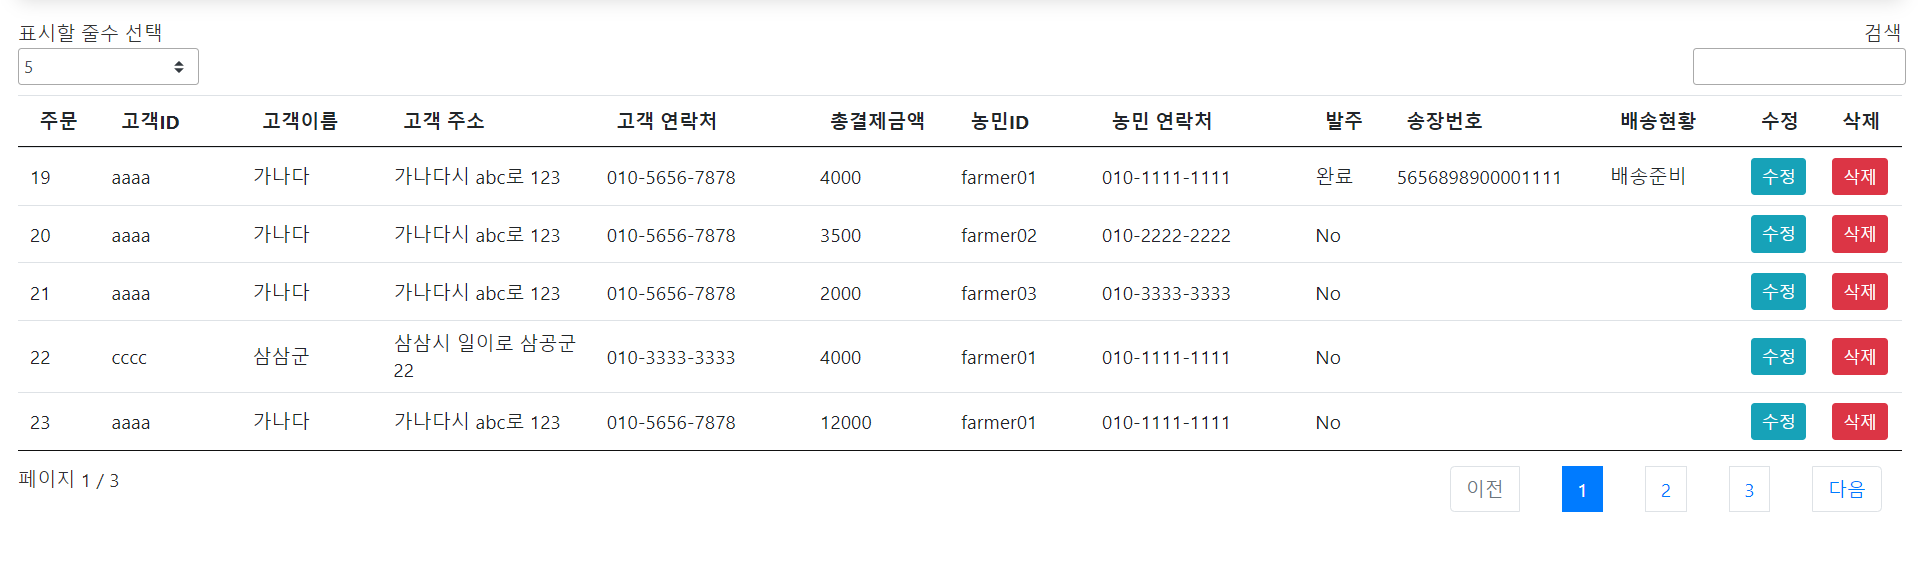 표시할 줄수 선택 검색
5
주문 고객ID 고객이름 고객 주소 고객 연락처 총결제금액 농민ID 농민 연락처 발주 송장번호 배송현황 수정 삭제
19 aaaa 가나다 가나다시 abc로 123 010-5656-7878 4000 farmer01 010-1111-1111 완료 5656898900001111 배송준비 수정 삭제
20 aaaa 가나다 가나다시 abc로 123 010-5656-7878 3500 farmer02 010-2222-2222 No 수정 삭제
21 aaaa 가나다 가나다시 abc로 123 010-5656-7878 2000 farmer03 010-3333-3333 No 수정 삭제
22 cccc 삼삼군 삼삼시 일이로 삼공군 22 010-3333-3333 4000 farmer01 010-1111-1111 No 수정 삭제
23 aaaa 가나다 가나다시 abc로 123 010-5656-7878 12000 farmer01 010-1111-1111 No 수정 삭제
페이지 1 / 3 이전 1 2 3 다음